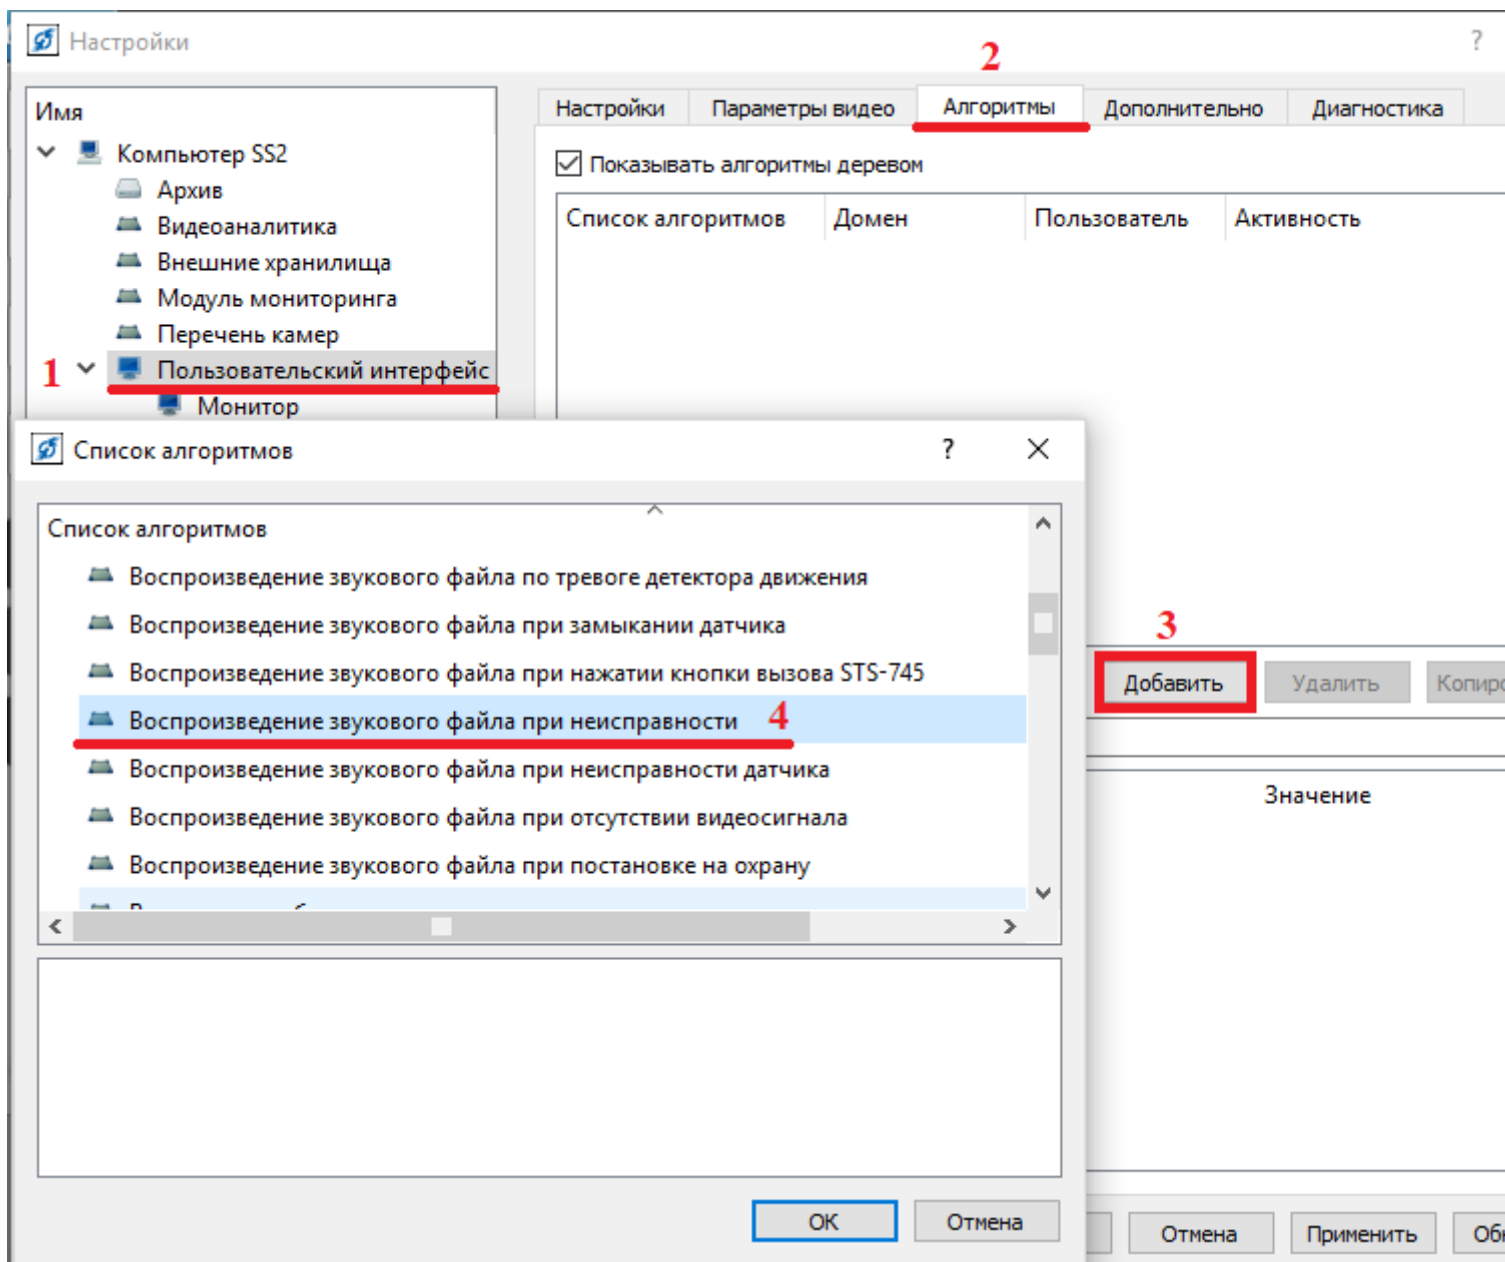 Настройки
?
2
Имя
Компьютер SS2
Архив
Видеоаналитика
Внешние хранилища
Модуль мониторинга
Перечень камер
1
Пользовательский интерфейс
Монитор
Настройки Параметры видео Алгоритмы Дополнительно Диагностика
Показывать алгоритмы деревом
Список алгоритмов Домен Пользователь Активность
Список алгоритмов
?
Список алгоритмов
Воспроизведение звукового файла по тревоге детектора движения
Воспроизведение звукового файла при замыкании датчика
Воспроизведение звукового файла при нажатии кнопки вызова STS-745
Воспроизведение звукового файла при неисправности 4
Воспроизведение звукового файла при неисправности датчика
Воспроизведение звукового файла при отсутствии видеосигнала
Воспроизведение звукового файла при постановке на охрану
3
Добавить Удалить Копиро
Значение
OK Отмена
Отмена Применить